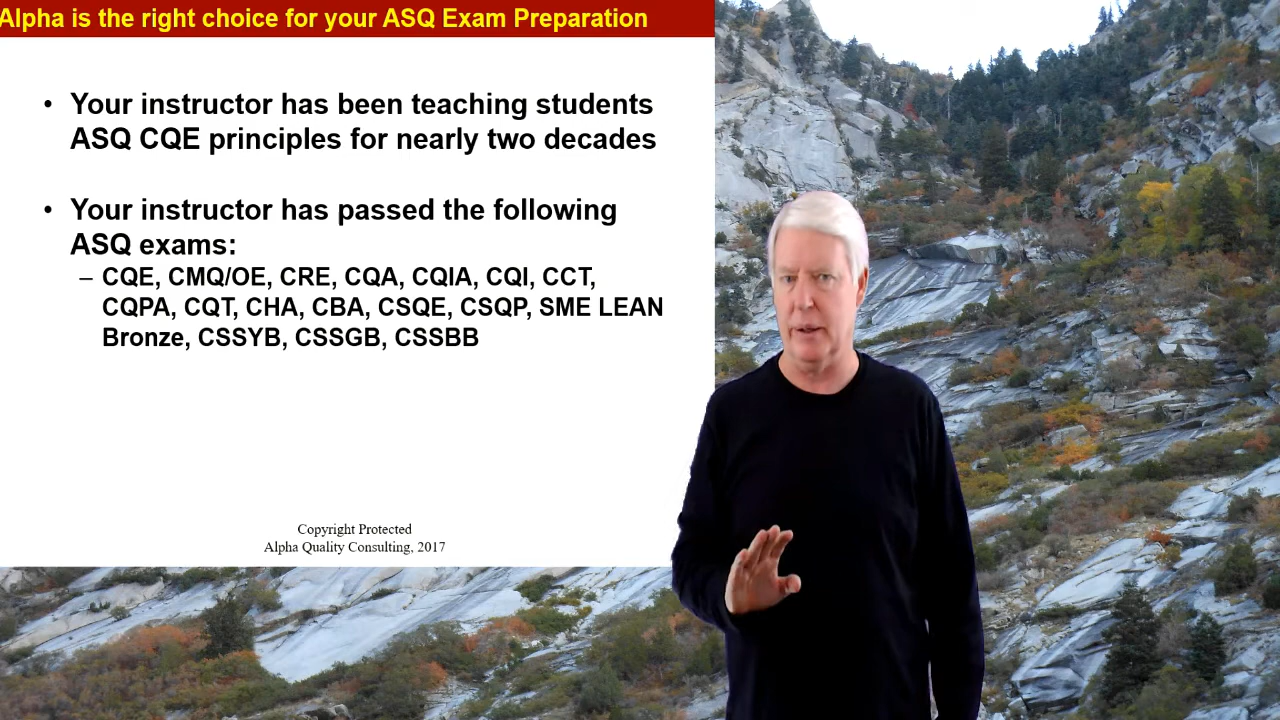 Alpha is the right choice for your ASQ Exam Preparation
• Your instructor has been teaching students
ASQ CQE principles for nearly two decades
• Your instructor has passed the following
ASQ exams:
– CQE, CMQ/OE, CRE, CQA, CQIA, CQI, CCT,
CQPA, CQT, CHA, CBA, CSQE, CSQP, SME LEAN
Bronze, CSSYB, CSSGB, CSSBB
Copyright Protected
Alpha Quality Consulting, 2017